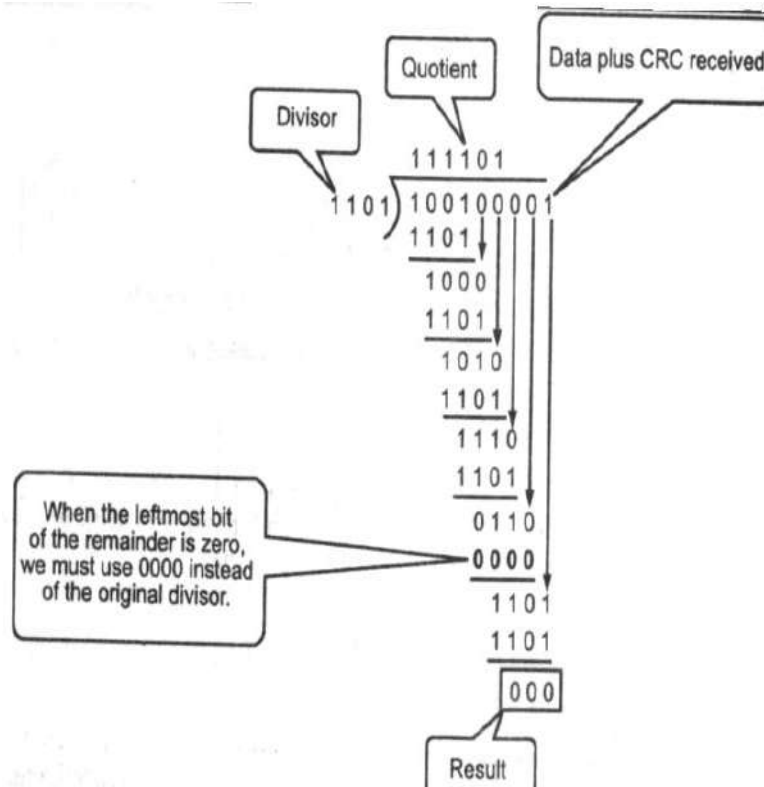 Quotient
Data plus CRC received
Divisor
111101
1101 100100001
1101
1000
1101
1010
1101
1110
1101
0110
0000
1101
1101
000
When the leftmost bit
of the remainder is zero,
we must use 0000 instead
of the original divisor.
Result